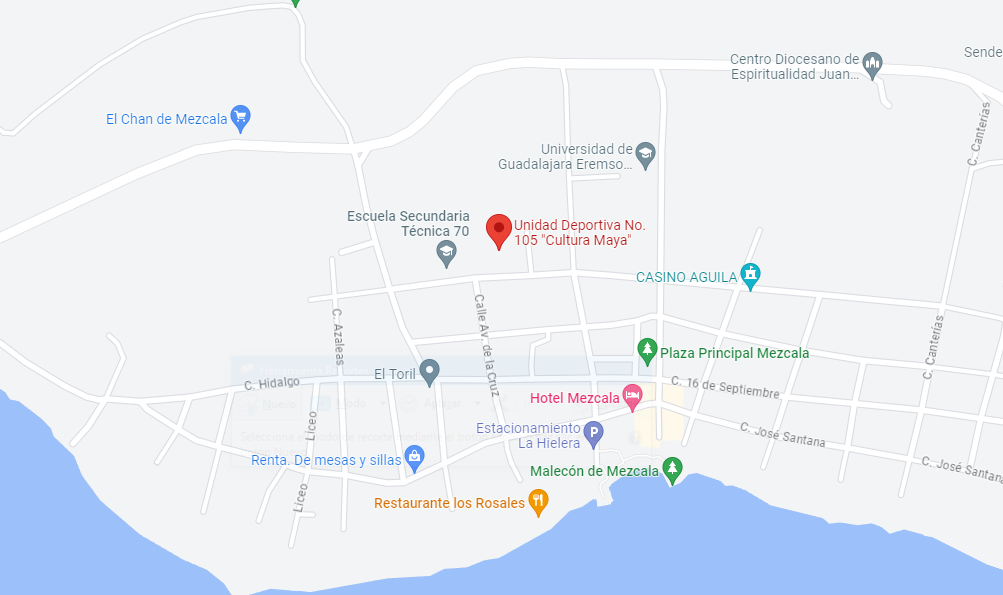 Centro Diocesano de
Espiritualidad Juan...
Sende
El Chan de Mezcala
C. Canterías
Universidad de
Guadalajara Eremso...
Escuela Secundaria
Técnica 70
Unidad Deportiva No.
105 "Cultura Maya"
CASINO AGUILA
C. Azaleas
Calle Av. de la Cruz
C. Canterías
Plaza Principal Mezcala
El Toril
C. Hidalgo
C. 16 de Septiembre
Hotel Mezcala
Nuevo
Liceo
Estacionamiento
La Hielera
C. José Santana
Renta. De mesas y sillas
Malecón de Mezcala
C. José Santana
Liceo
Restaurante los Rosales